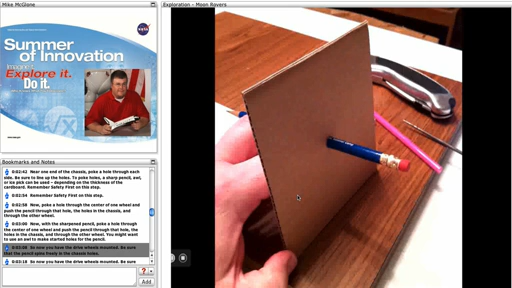 Mike McGlone
Exploration - Moon Rovers
NASA
Summer
of Innovation
Explore it.
Do it.
Bookmarks and Notes
0:02:42 Near one end of the chassis, poke a hole through each
side. Be sure to line up the holes. To poke holes, a sharp pencil, awl,
or ice pick can be used - depending on the thickness of the
cardboard. Remember Safety First on this step.
0:02:54 Remember Safety First on this step.
0:02:58 Now, poke a hole through the center of one wheel and
push the pencil through that hole, the holes in the chassis, and
through the other wheel.
0:03:00 Now, with the sharpened pencil, poke a hole through
the center of one wheel and push the pencil through that hole, the
holes in the chassis, and through the other wheel. You might want
to use an awl to make started holes for the pencil.
So now you have the drive wheels mounted. Be sure
that the pencil spins freely in the chassis holes.
0:03:18 So now you have the drive wheels mounted. Be sure
?
Add